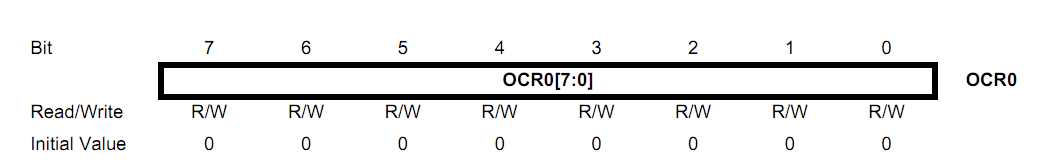 Bit 7 6 5 4 3 2 1 0
OCR0[7:0] OCR0
Read/Write R/W R/W R/W R/W R/W R/W R/W R/W
Initial Value 0 0 0 0 0 0 0 0